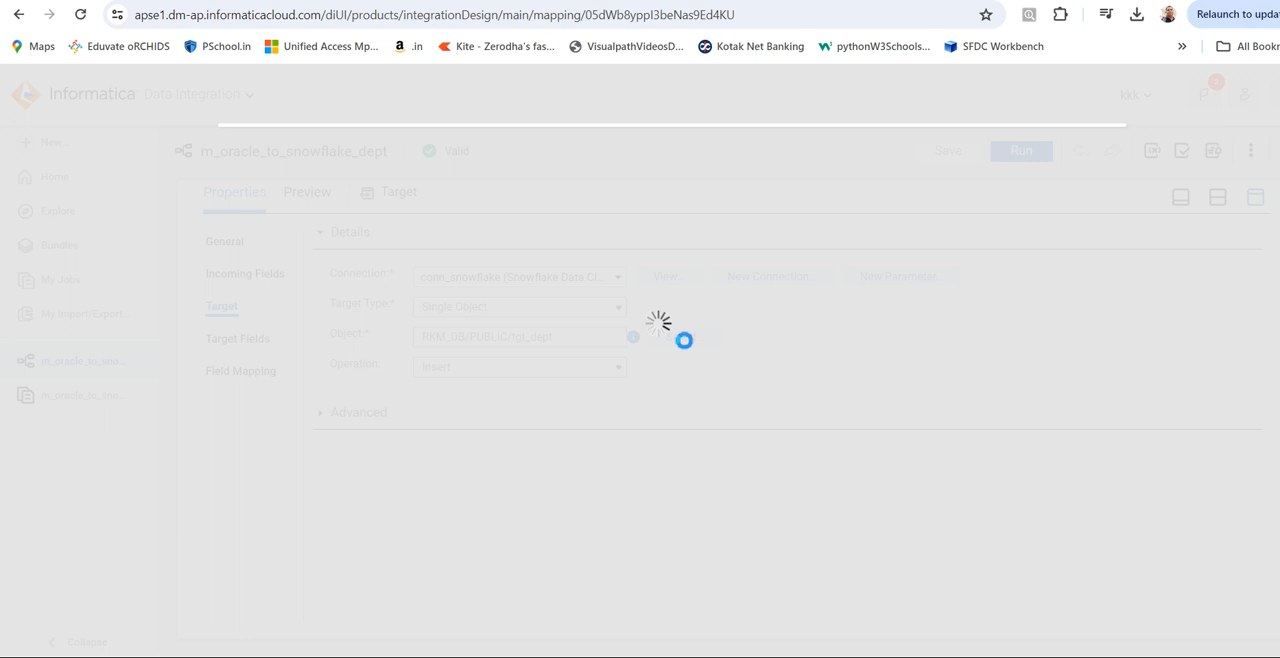 apse1.dm-ap.informaticacloud.com/diUI/products/integrationDesign/main/mapping/05dWb8yppI3beNas9Ed4KU
Relaunch to updat
Maps
Eduvate oRCHIDS
PSchool.in
Unified Access Mp...
.in
Kite - Zerodha's fas...
VisualpathVideosD...
Kotak Net Banking
pythonW3Schools...
SFDC Workbench
»
All Bookr
Informatica
Data Integration
kkk
New...
m_oracle_to_snowflake_dept
Valid
Save
Run
Home
Properties
Preview
Target
Explore
General
Details
Bundles
Incoming Fields
Connection:*
conn_snowflake (Snowflake Data Cl...
View...
New Connection...
New Parameter...
My Jobs
Target
Target Type:*
Single Object
My Import/Export...
Target Fields
Object:*
RKM_DB/PUBLIC/tgt_dept
m_oracle_to_sno...
Field Mapping
Operation:
Insert
m_oracle_to_sno...
Advanced
Collapse